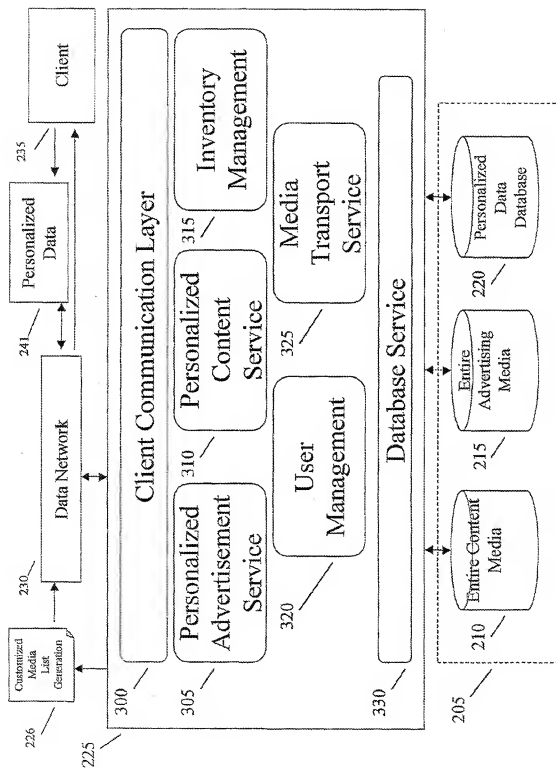 Customized
Media
List
Generation
226
Data Network
230
Personalized
Data
241
Client
235
225
Client Communication Layer
300
Personalized
Advertisement
Service
305
Personalized
Content
Service
310
Inventory
Management
315
User
Management
320
Media
Transport
Service
325
Database Service
330
205
Entire Content
Media
210
Entire
Advertising
Media
215
Personalized
Data
Database
220